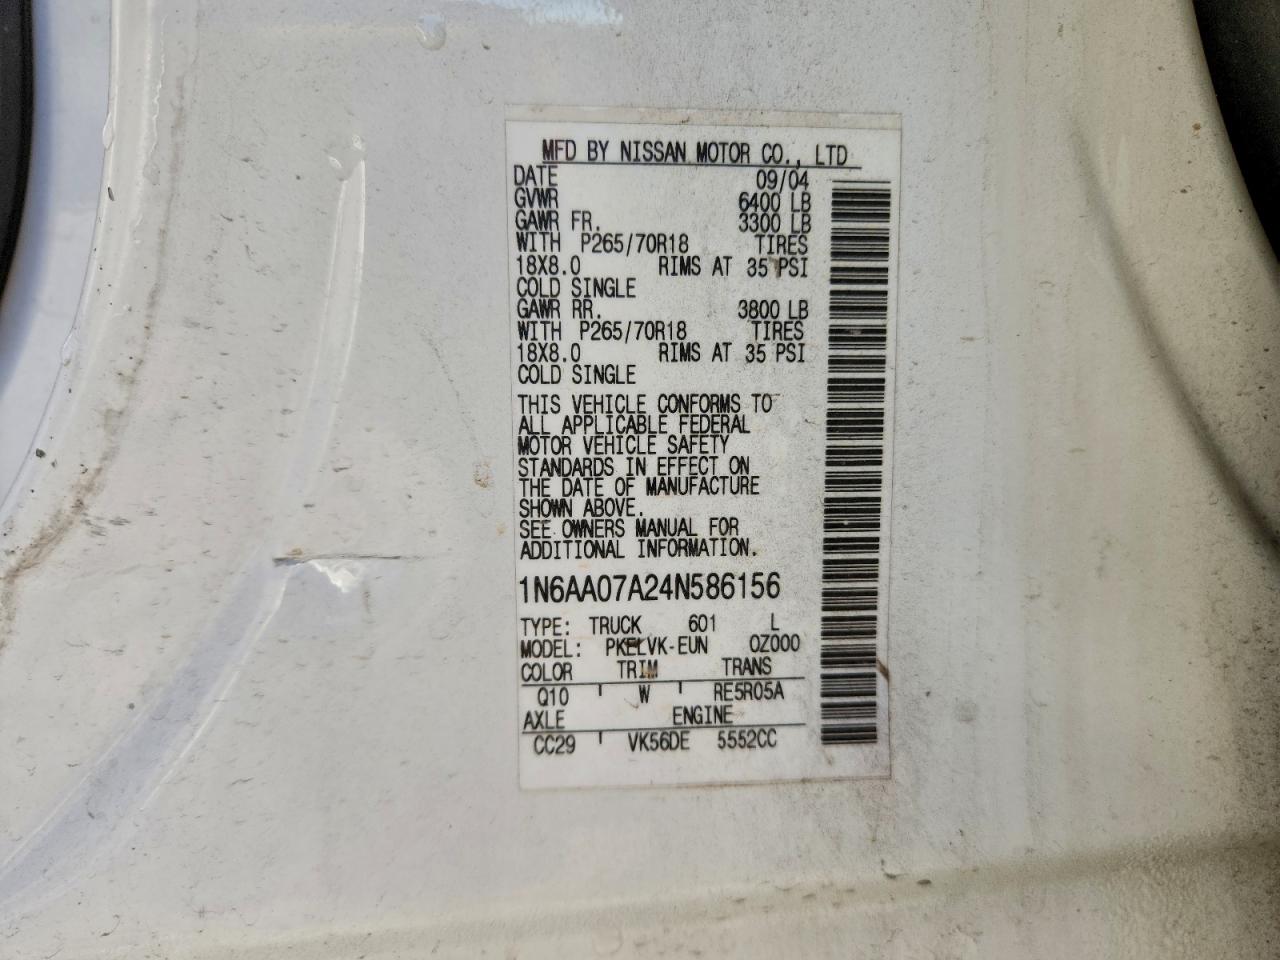 MFD BY NISSAN MOTOR CO., LTD
DATE 09/04
GVWR 6400 LB
GAWR FR. 3300 LB
WITH P265/70R18 TIRES
18X8.0 RIMS AT 35 PSI
COLD SINGLE
GAWR RR. 3800 LB
WITH P265/70R18 TIRES
18X8.0 RIMS AT 35 PSI
COLD SINGLE
THIS VEHICLE CONFORMS TO
ALL APPLICABLE FEDERAL
MOTOR VEHICLE SAFETY
STANDARDS IN EFFECT ON
THE DATE OF MANUFACTURE
SHOWN ABOVE.
SEE OWNERS MANUAL FOR
ADDITIONAL INFORMATION.
1N6AA07A24N586156
TYPE: TRUCK 601 L
MODEL: PKELVK-EUN 0Z000
COLOR TRIM TRANS
Q10 W RE5R05A
AXLE ENGINE
CC29 VK56DE 5552CC